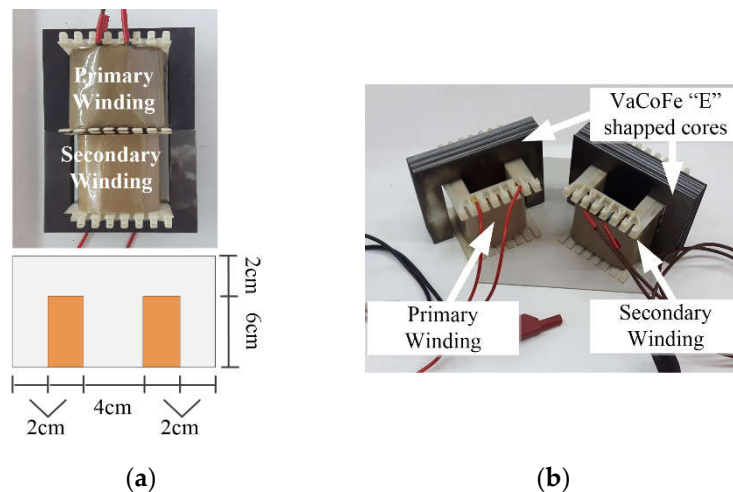 Primary
Winding
Secondary
Winding
2cm
6cm
4cm
2cm
2cm
(a)
VaCoFe “E”
shapped cores
Primary
Winding
Secondary
Winding
(b)